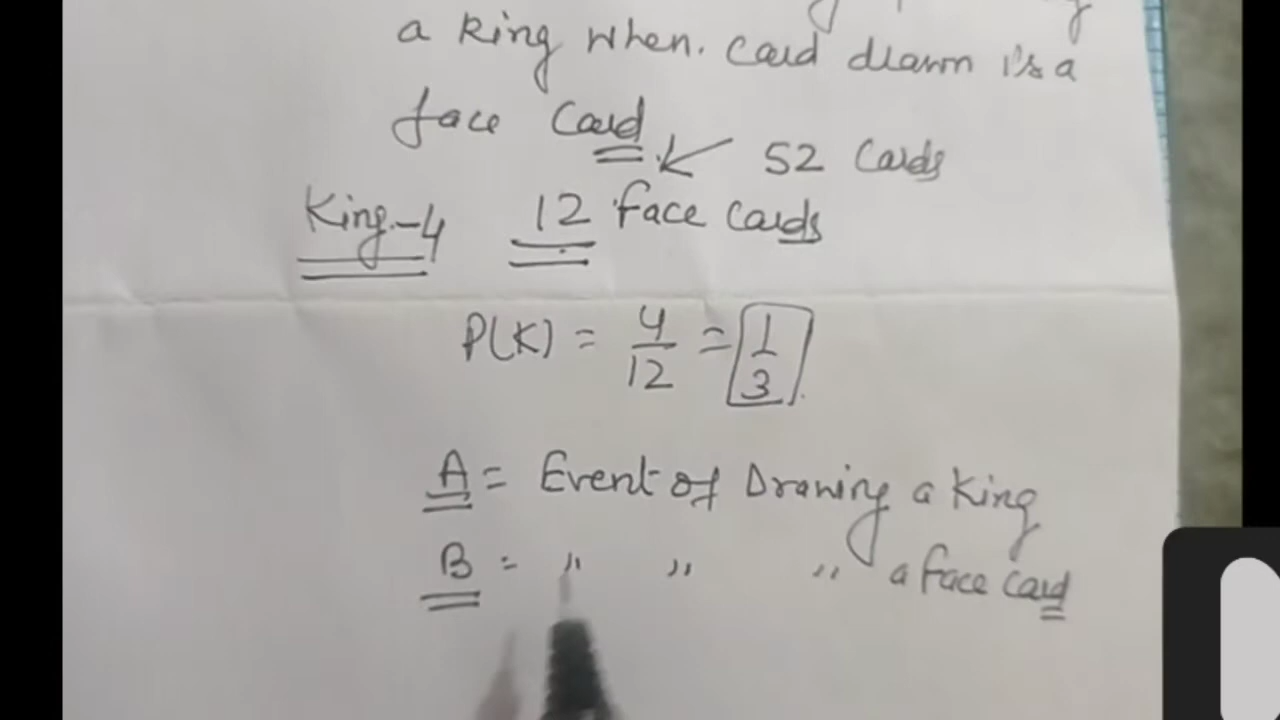 a king when. Card drawn is a
face Card
52 Cards
King-4 12 face Cards
P(K) = 4/12 = 1/3
A = Event of Drawing a King
B = " " " a face card